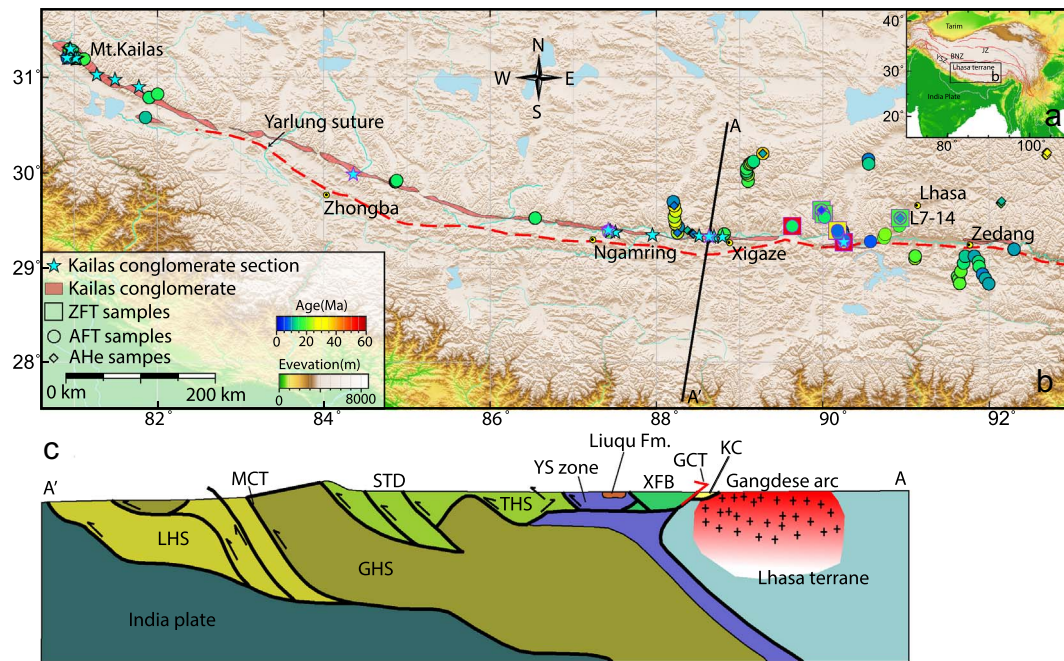 31°
30°
29°
28°
82°
84°
86°
88°
90°
92°
Mt.Kailas
Yarlung suture
Zhongba
N
W E
S
Ngamring
Xigaze
A
A'
Lhasa
L7-14
Zedang
b
40°
30°
20°
80°
100°
Tarim
JZ
BNZ
YSZ
Lhasa terrane
b
India Plate
a
Kailas conglomerate section
Kailas conglomerate
ZFT samples
AFT samples
AHe sampes
0 km 200 km
Age(Ma)
0 20 40 60
Evevation(m)
0 8000
c
A'
MCT
STD
YS zone
Liuqu Fm.
XFB
GCT
KC
Gangdese arc
A
THS
LHS
GHS
Lhasa terrane
India plate